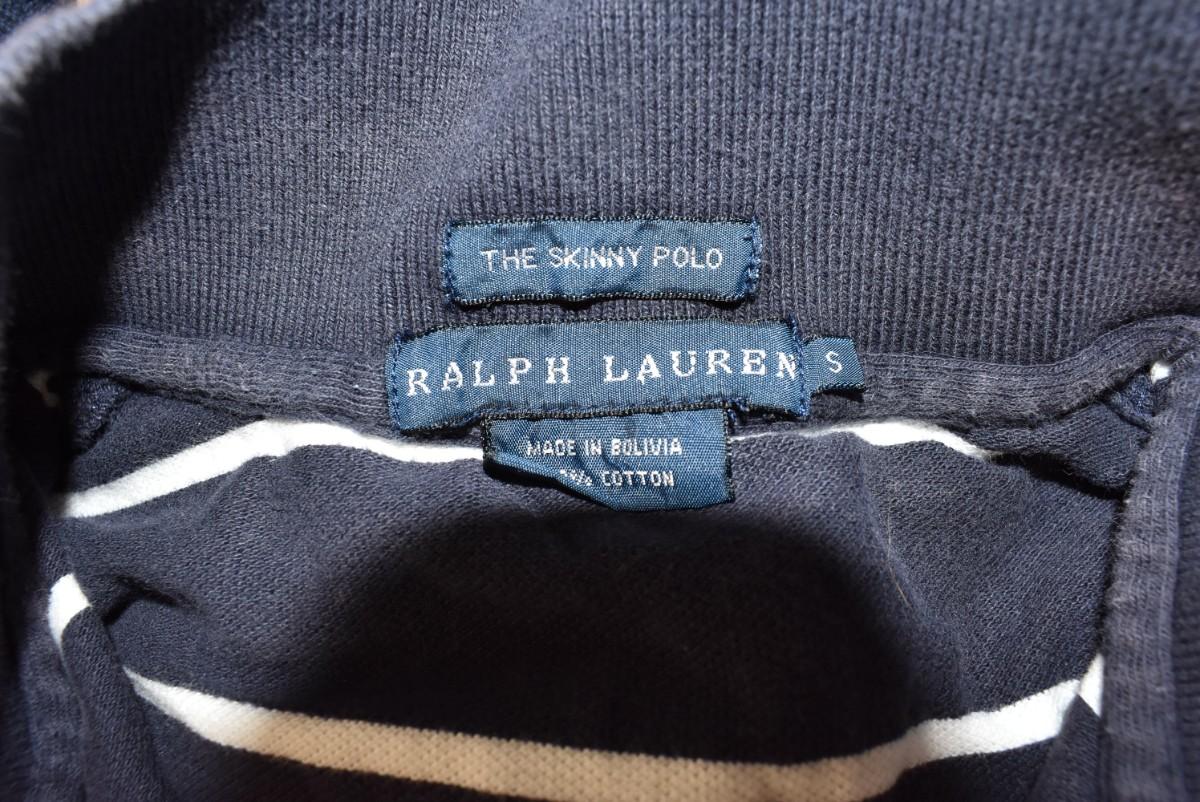 THE SKINNY POLO
RALPH LAUREN
S
MADE IN BOLIVIA
% COTTON